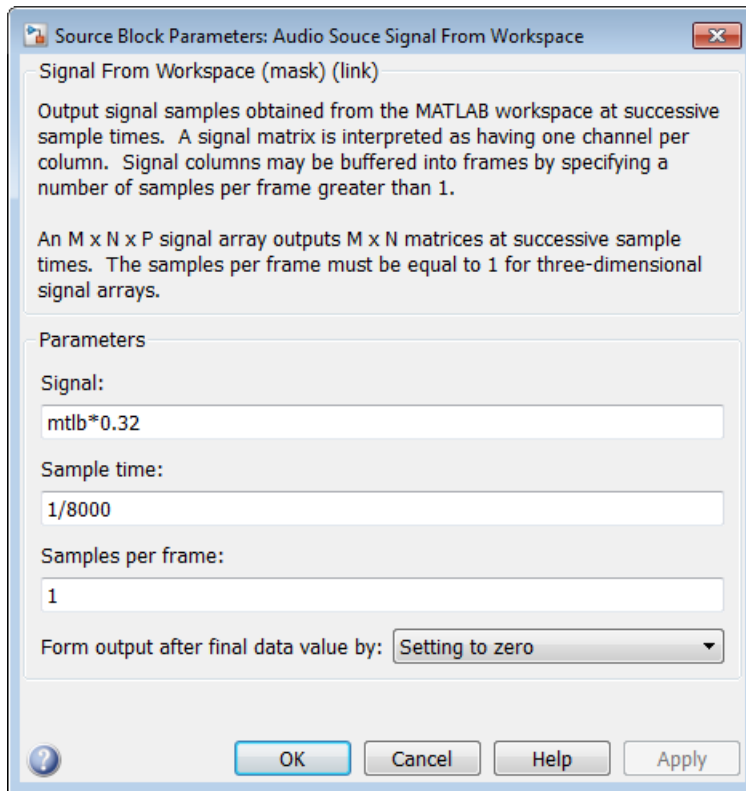 Source Block Parameters: Audio Souce Signal From Workspace
Signal From Workspace (mask) (link)
Output signal samples obtained from the MATLAB workspace at successive
sample times. A signal matrix is interpreted as having one channel per
column. Signal columns may be buffered into frames by specifying a
number of samples per frame greater than 1.
An M x N x P signal array outputs M x N matrices at successive sample
times. The samples per frame must be equal to 1 for three-dimensional
signal arrays.
Parameters
Signal:
mtlb*0.32
Sample time:
1/8000
Samples per frame:
1
Form output after final data value by: Setting to zero
? OK Cancel Help Apply